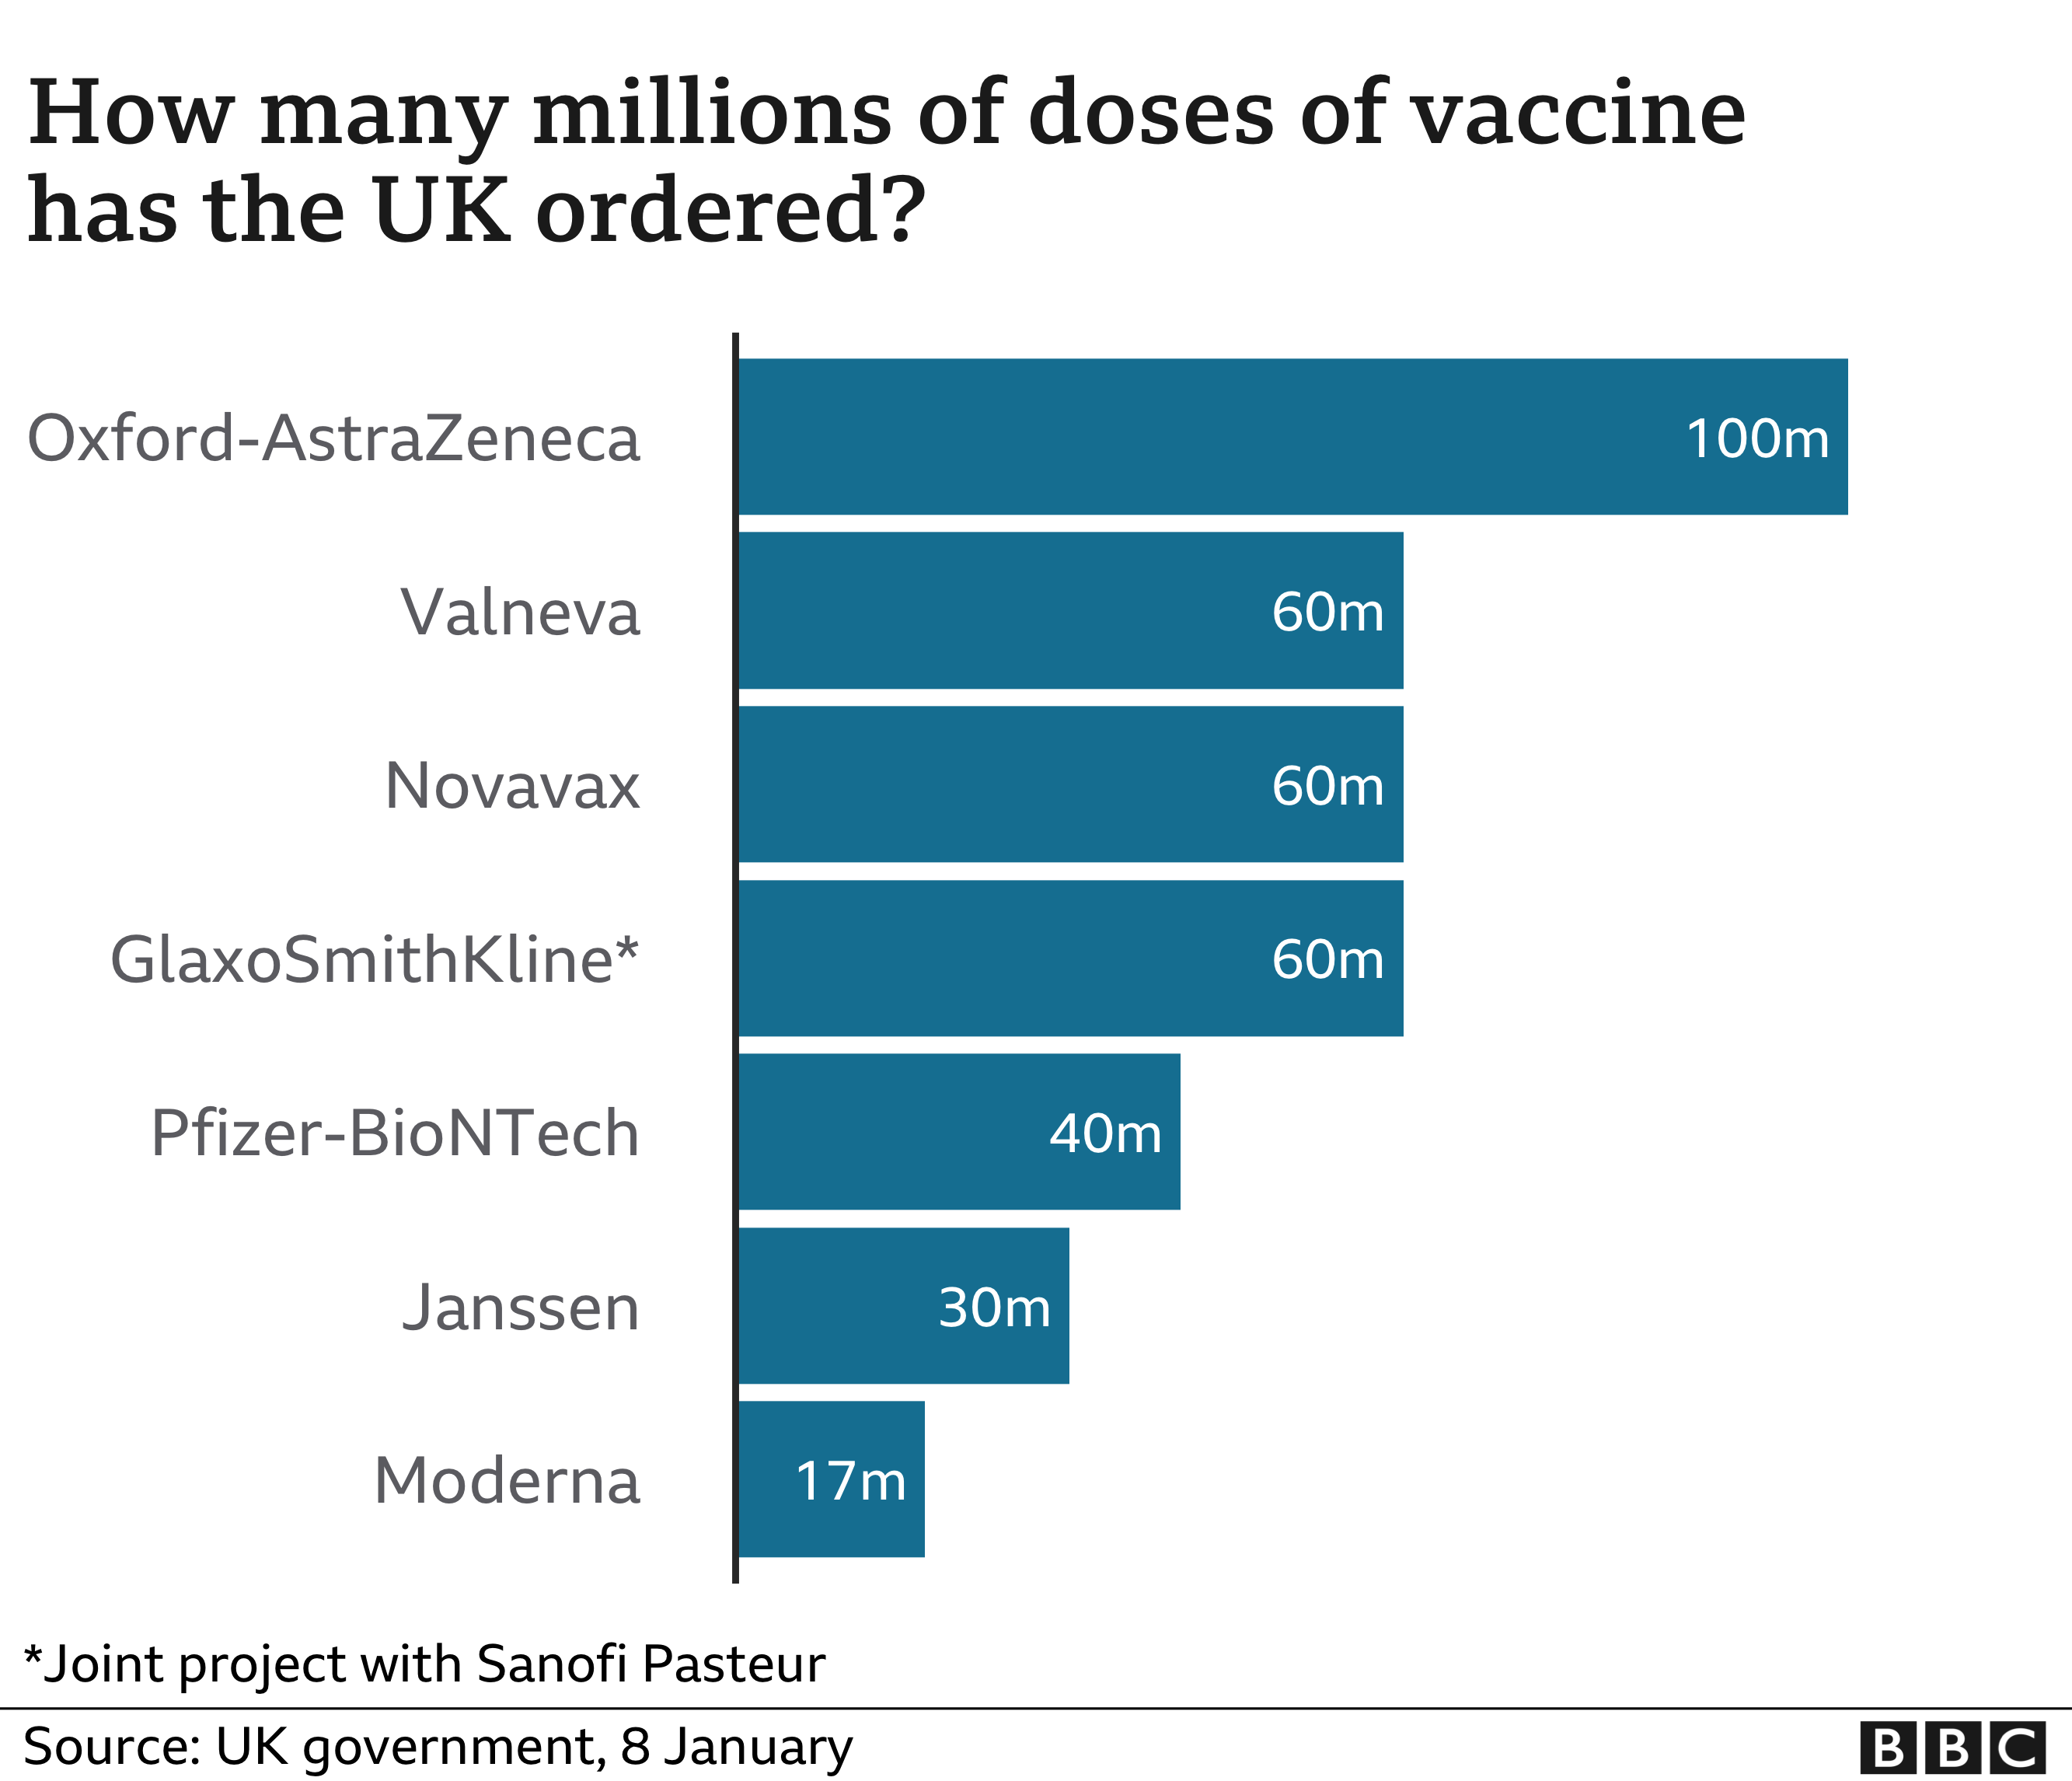 How many millions of doses of vaccine
has the UK ordered?
Oxford-AstraZeneca 100m
Valneva 60m
Novavax 60m
GlaxoSmithKline* 60m
Pfizer-BioNTech 40m
Janssen 30m
Moderna 17m
*Joint project with Sanofi Pasteur
Source: UK government, 8 January BBC